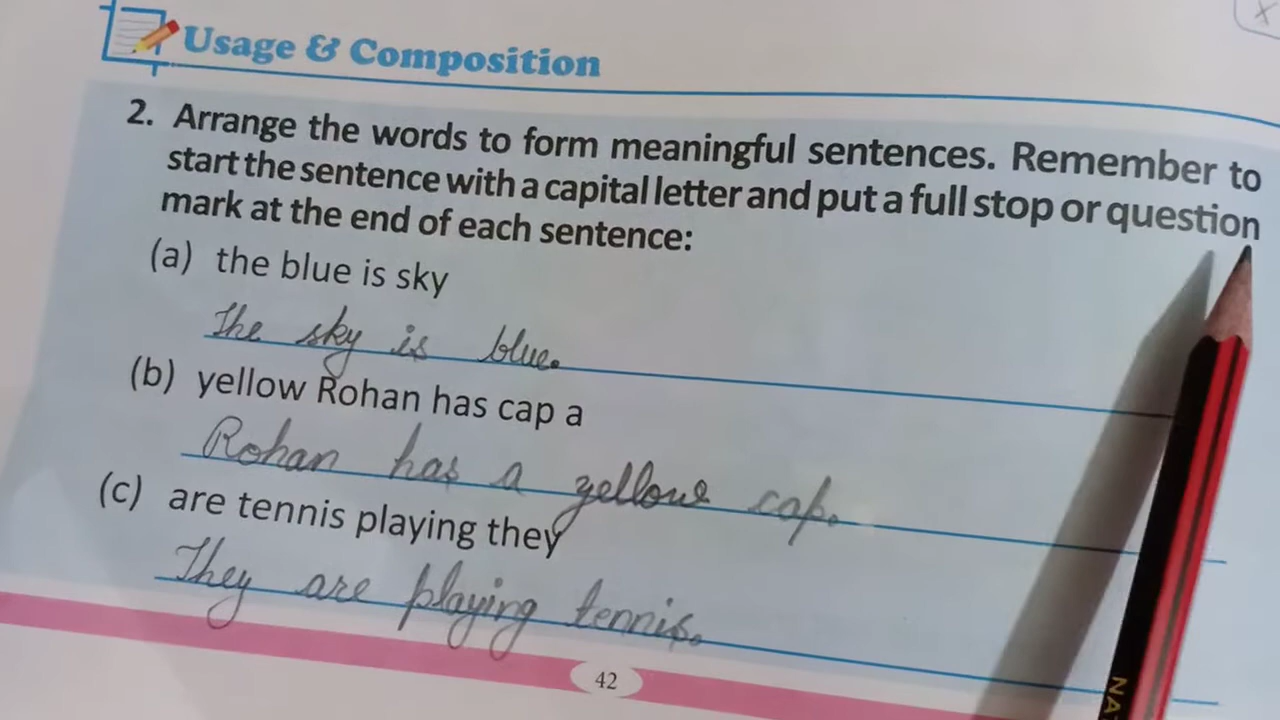 Usage & Composition
2. Arrange the words to form meaningful sentences. Remember to
start the sentence with a capital letter and put a full stop or question
mark at the end of each sentence:
(a) the blue is sky
The sky is blue.
(b) yellow Rohan has cap a
Rohan has a yellow cap.
(c) are tennis playing they
They are playing tennis.
42
NA